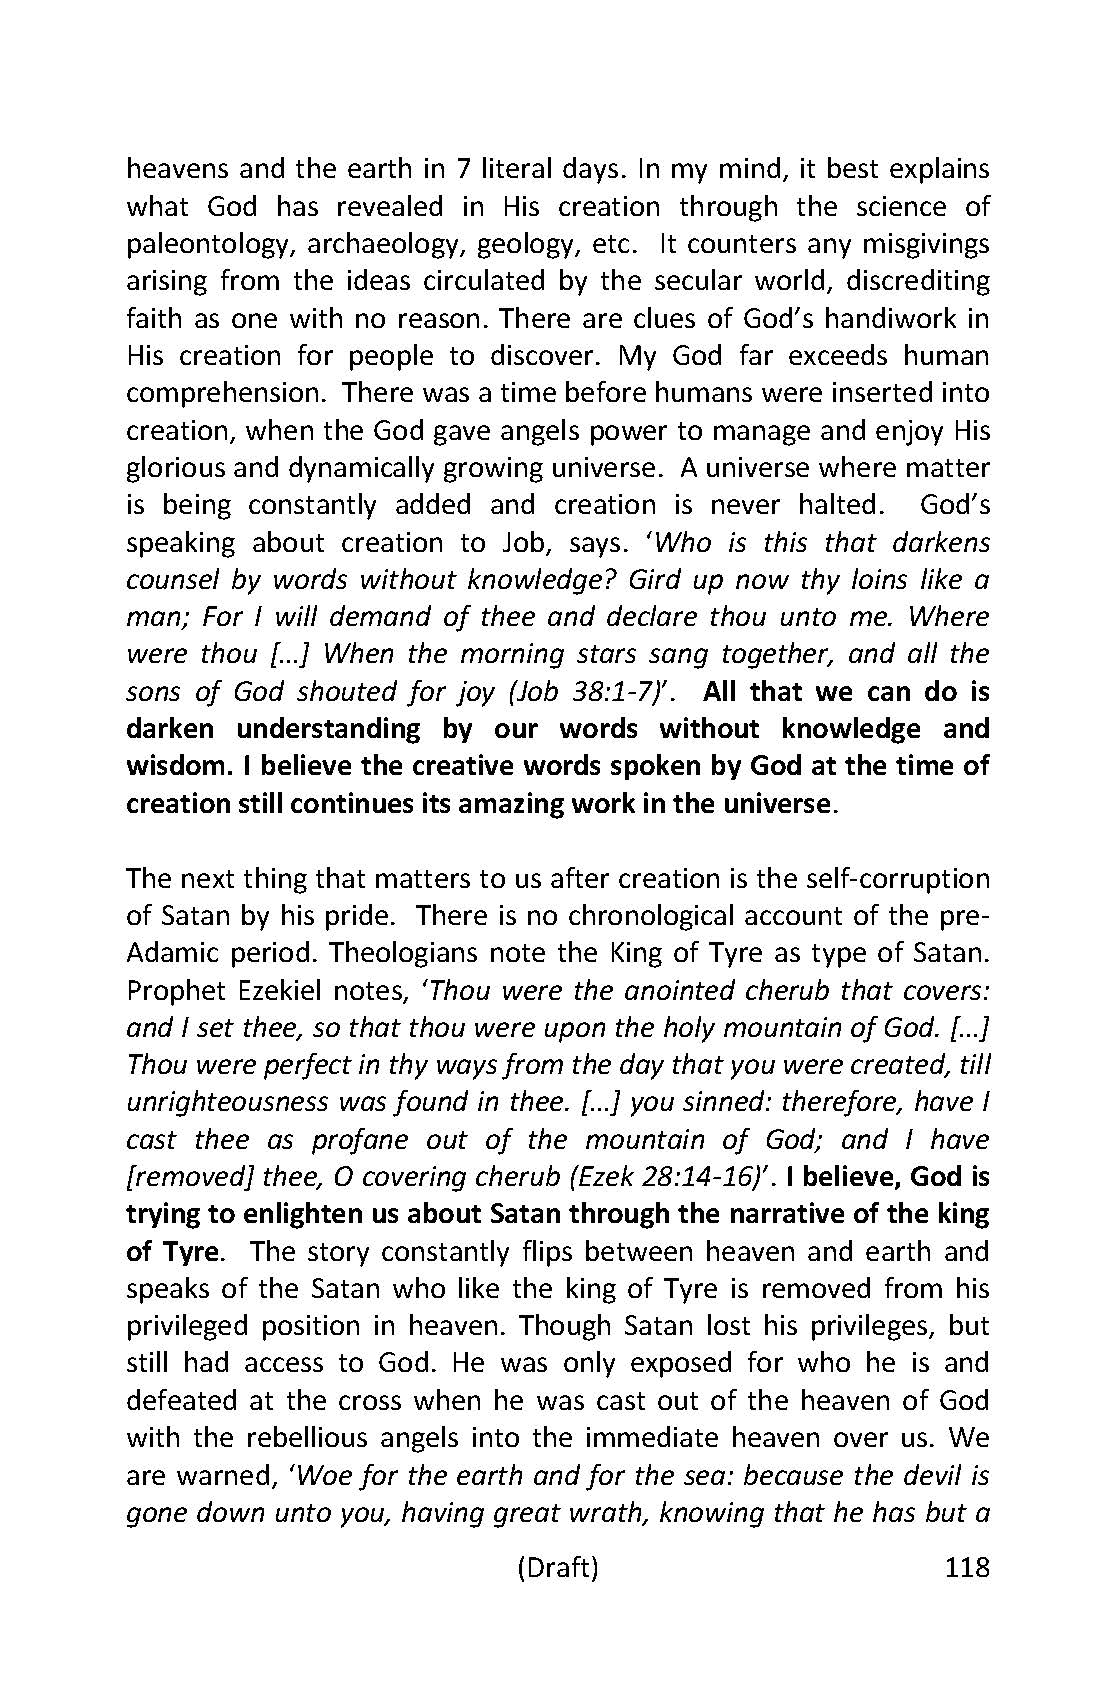 heavens and the earth in 7 literal days. In my mind, it best explains
what God has revealed in His creation through the science of
paleontology, archaeology, geology, etc.  It counters any misgivings
arising from the ideas circulated by the secular world, discrediting
faith as one with no reason. There are clues of God’s handiwork in
His creation for people to discover. My God far exceeds human
comprehension.  There was a time before humans were inserted into
creation, when the God gave angels power to manage and enjoy His
glorious and dynamically growing universe.  A universe where matter
is being constantly added and creation is never halted.  God’s
speaking about creation to Job, says. ‘Who is this that darkens
counsel by words without knowledge? Gird up now thy loins like a
man; For I will demand of thee and declare thou unto me. Where
were thou […] When the morning stars sang together, and all the
sons of God shouted for joy (Job 38:1-7)’.  All that we can do is
darken understanding by our words without knowledge and
wisdom. I believe the creative words spoken by God at the time of
creation still continues its amazing work in the universe.
The next thing that matters to us after creation is the self-corruption
of Satan by his pride.  There is no chronological account of the pre-
Adamic period. Theologians note the King of Tyre as type of Satan.
Prophet Ezekiel notes, ‘Thou were the anointed cherub that covers:
and I set thee, so that thou were upon the holy mountain of God. […]
Thou were perfect in thy ways from the day that you were created, till
unrighteousness was found in thee. […] you sinned: therefore, have I
cast thee as profane out of the mountain of God; and I have
[removed] thee, O covering cherub (Ezek 28:14-16)’. I believe, God is
trying to enlighten us about Satan through the narrative of the king
of Tyre.  The story constantly flips between heaven and earth and
speaks of the Satan who like the king of Tyre is removed from his
privileged position in heaven. Though Satan lost his privileges, but
still had access to God. He was only exposed for who he is and
defeated at the cross when he was cast out of the heaven of God
with the rebellious angels into the immediate heaven over us. We
are warned, ‘Woe for the earth and for the sea: because the devil is
gone down unto you, having great wrath, knowing that he has but a
(Draft) 118